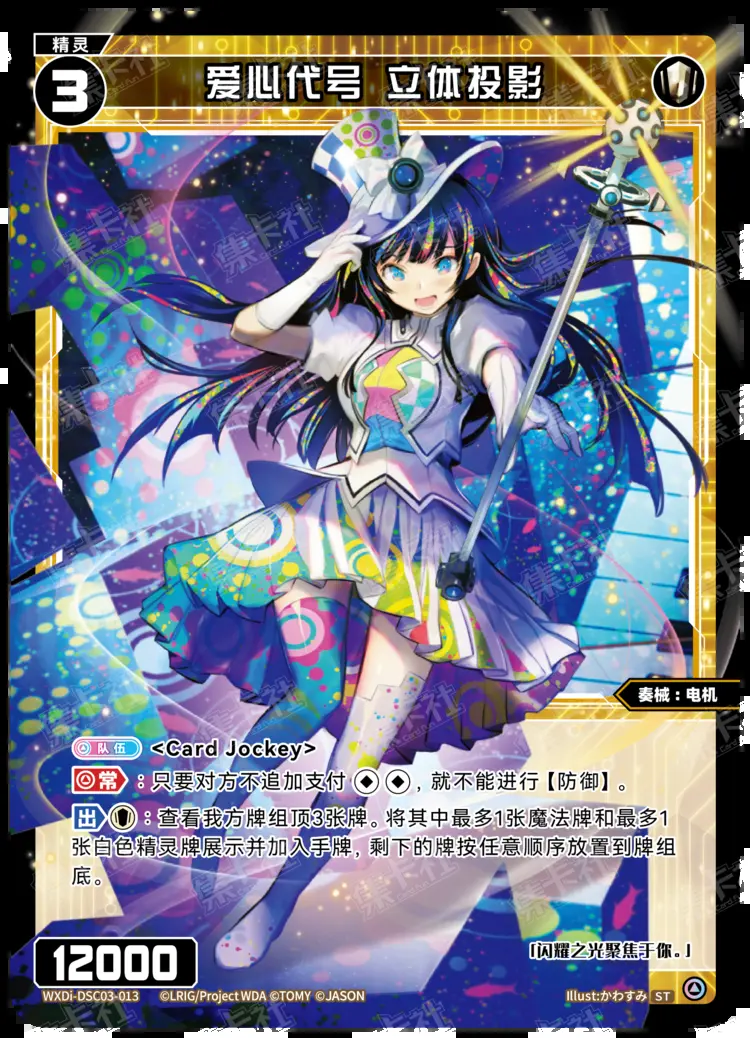 精灵
3
爱心代号 立体投影
奏械：电机
队伍 <Card Jockey>
常：只要对方不追加支付◆◆，就不能进行【防御】。
出：查看我方牌组顶3张牌。将其中最多1张魔法牌和最多1
张白色精灵牌展示并加入手牌，剩下的牌按任意顺序放置到牌组
底。
12000
「闪耀之光聚焦于你。」
WXDi-DSC03-013 ©LRIG/Project WDA ©TOMY ©JASON
Illust:かわすみ ST
集卡社